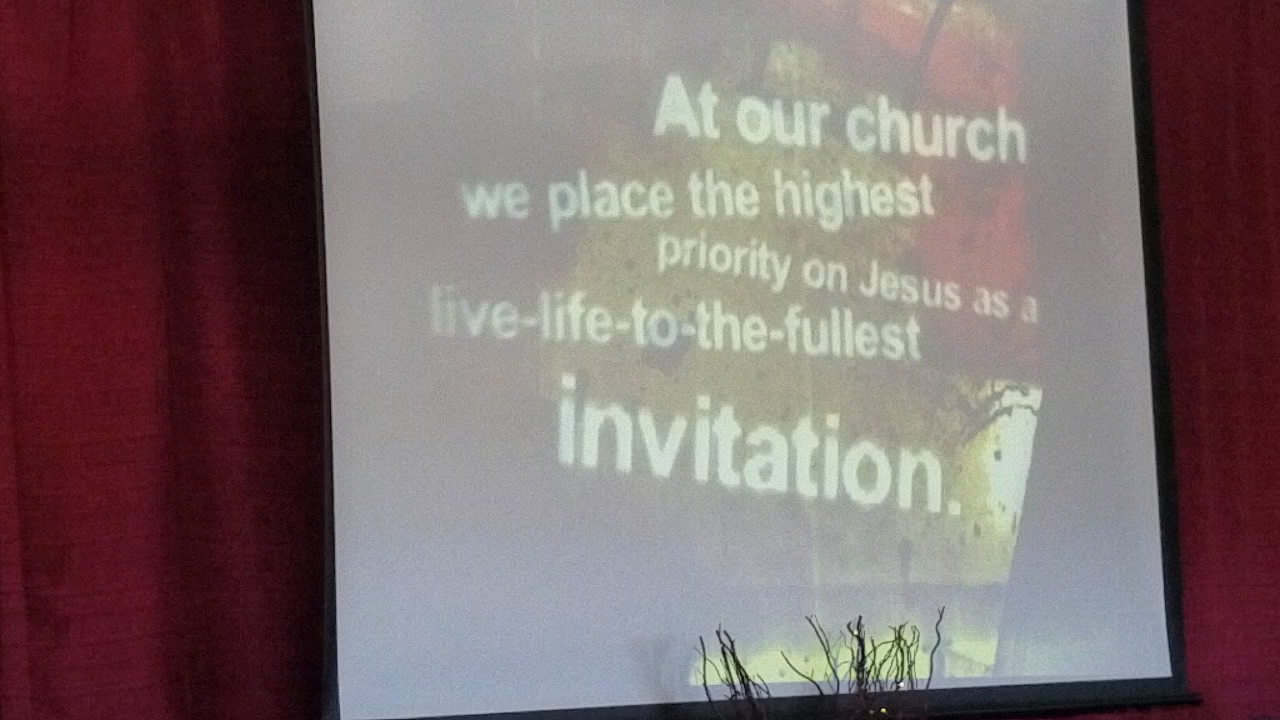 At our church
we place the highest
priority on Jesus as a
live-life-to-the-fullest
invitation.